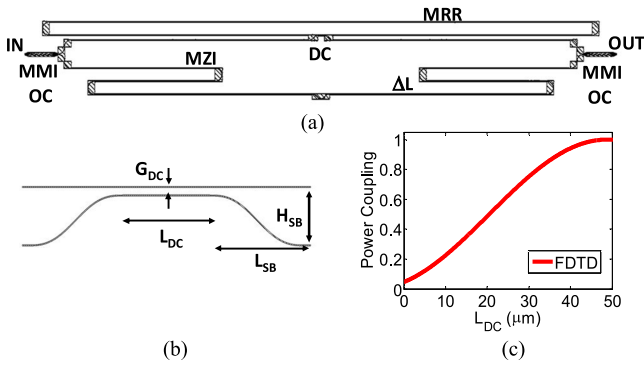 MRR
IN
OUT
MZI
DC
MMI
MMI
OC
ΔL
OC
(a)
G_DC
H_SB
L_DC
L_SB
(b)
1
0.8
0.6
0.4
0.2
0
Power Coupling
FDTD
0 10 20 30 40 50
L_DC (μm)
(c)